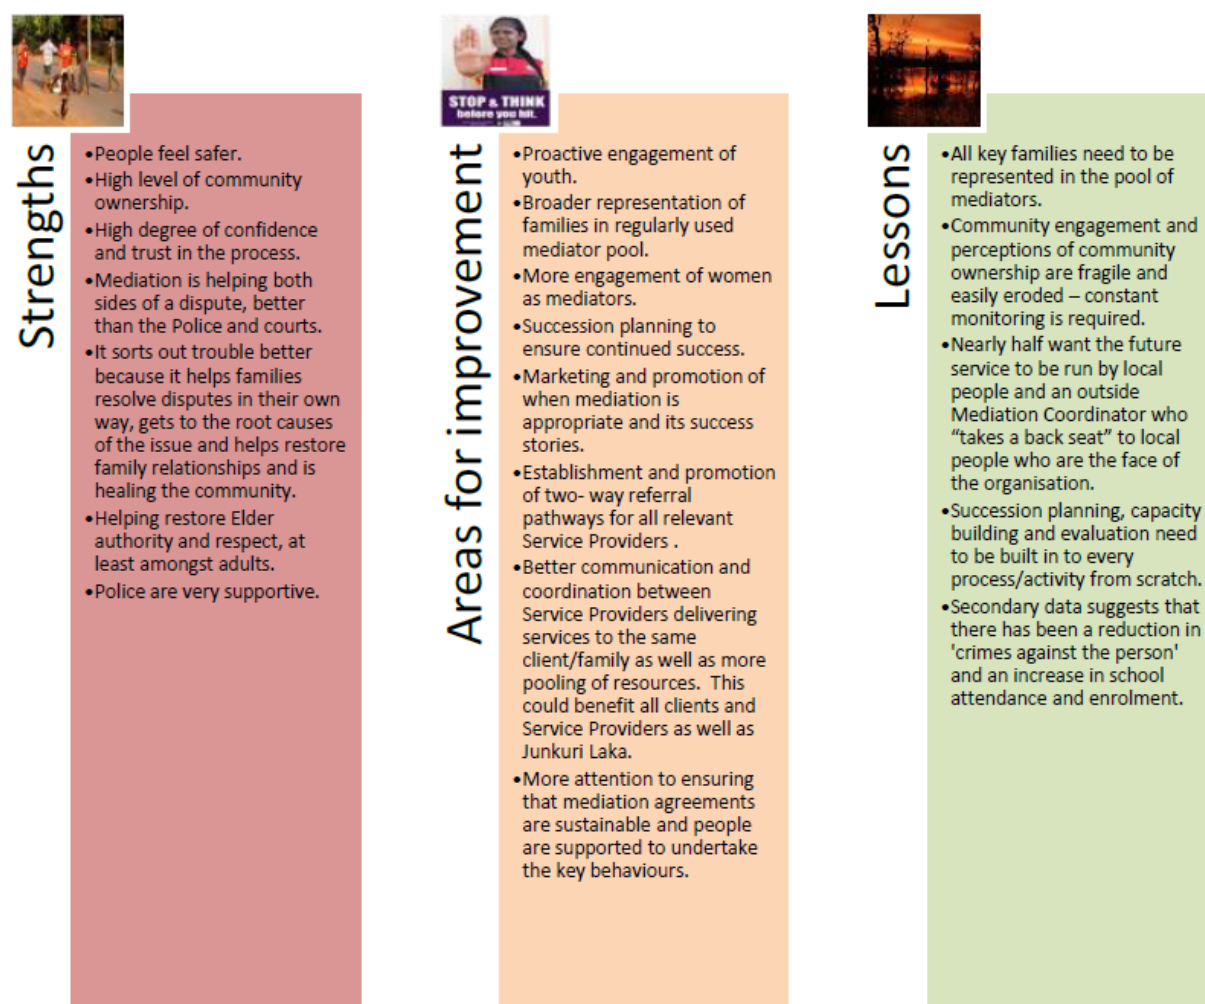 STOP & THINK
before you hit.
Strengths
•People feel safer.
•High level of community
ownership.
•High degree of confidence
and trust in the process.
•Mediation is helping both
sides of a dispute, better
than the Police and courts.
•It sorts out trouble better
because it helps families
resolve disputes in their own
way, gets to the root causes
of the issue and helps restore
family relationships and is
healing the community.
•Helping restore Elder
authority and respect, at
least amongst adults.
•Police are very supportive.
Areas for improvement
•Proactive engagement of
youth.
•Broader representation of
families in regularly used
mediator pool.
•More engagement of women
as mediators.
•Succession planning to
ensure continued success.
•Marketing and promotion of
when mediation is
appropriate and its success
stories.
•Establishment and promotion
of two- way referral
pathways for all relevant
Service Providers .
•Better communication and
coordination between
Service Providers delivering
services to the same
client/family as well as more
pooling of resources.  This
could benefit all clients and
Service Providers as well as
Junkuri Laka.
•More attention to ensuring
that mediation agreements
are sustainable and people
are supported to undertake
the key behaviours.
Lessons
•All key families need to be
represented in the pool of
mediators.
•Community engagement and
perceptions of community
ownership are fragile and
easily eroded – constant
monitoring is required.
•Nearly half want the future
service to be run by local
people and an outside
Mediation Coordinator who
“takes a back seat” to local
people who are the face of
the organisation.
•Succession planning, capacity
building and evaluation need
to be built in to every
process/activity from scratch.
•Secondary data suggests that
there has been a reduction in
'crimes against the person'
and an increase in school
attendance and enrolment.